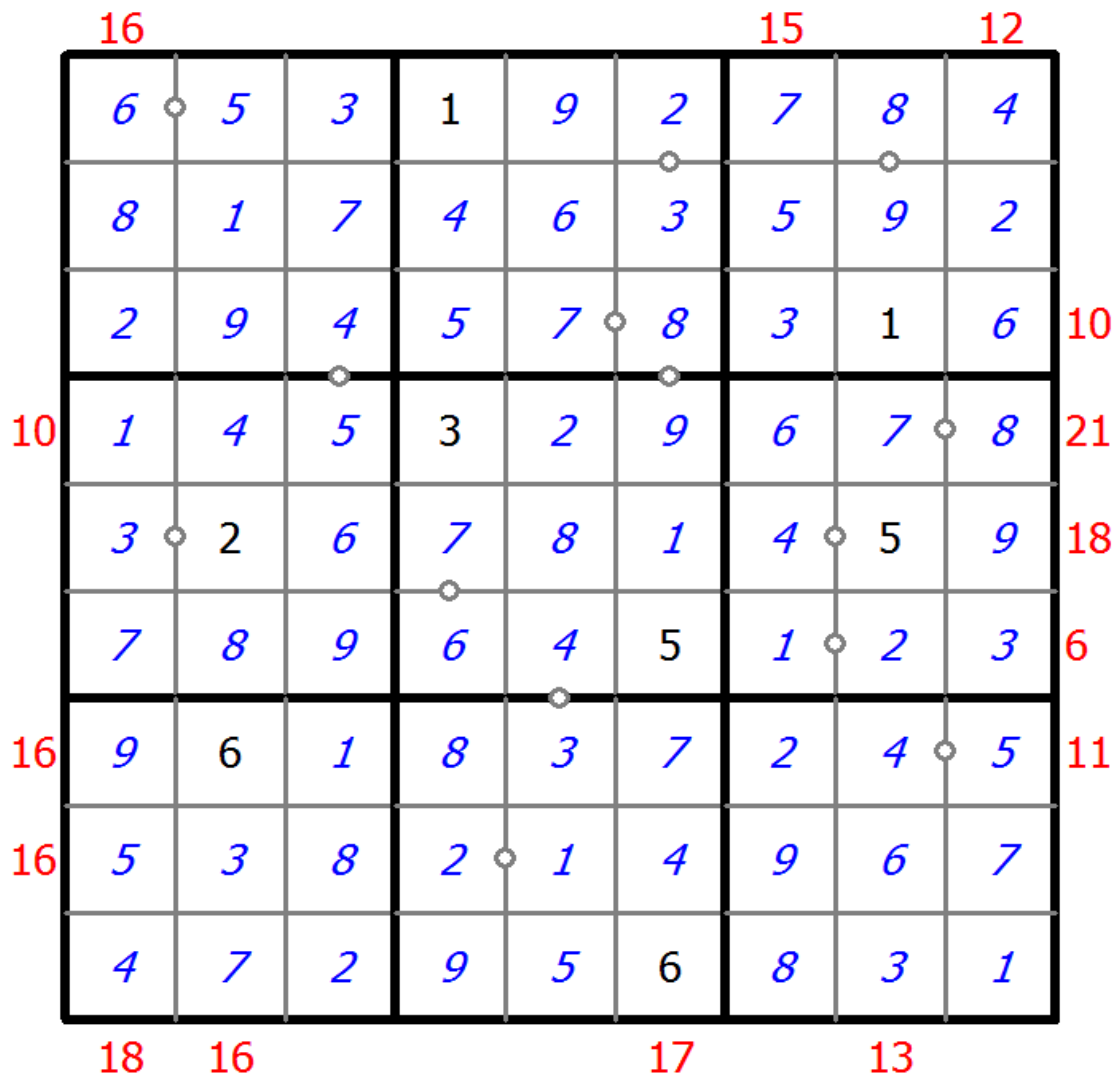 16 15 12
6 5 3 1 9 2 7 8 4
8 1 7 4 6 3 5 9 2
2 9 4 5 7 8 3 1 6 10
10 1 4 5 3 2 9 6 7 8 21
3 2 6 7 8 1 4 5 9 18
7 8 9 6 4 5 1 2 3 6
16 9 6 1 8 3 7 2 4 5 11
16 5 3 8 2 1 4 9 6 7
4 7 2 9 5 6 8 3 1
18 16 17 13